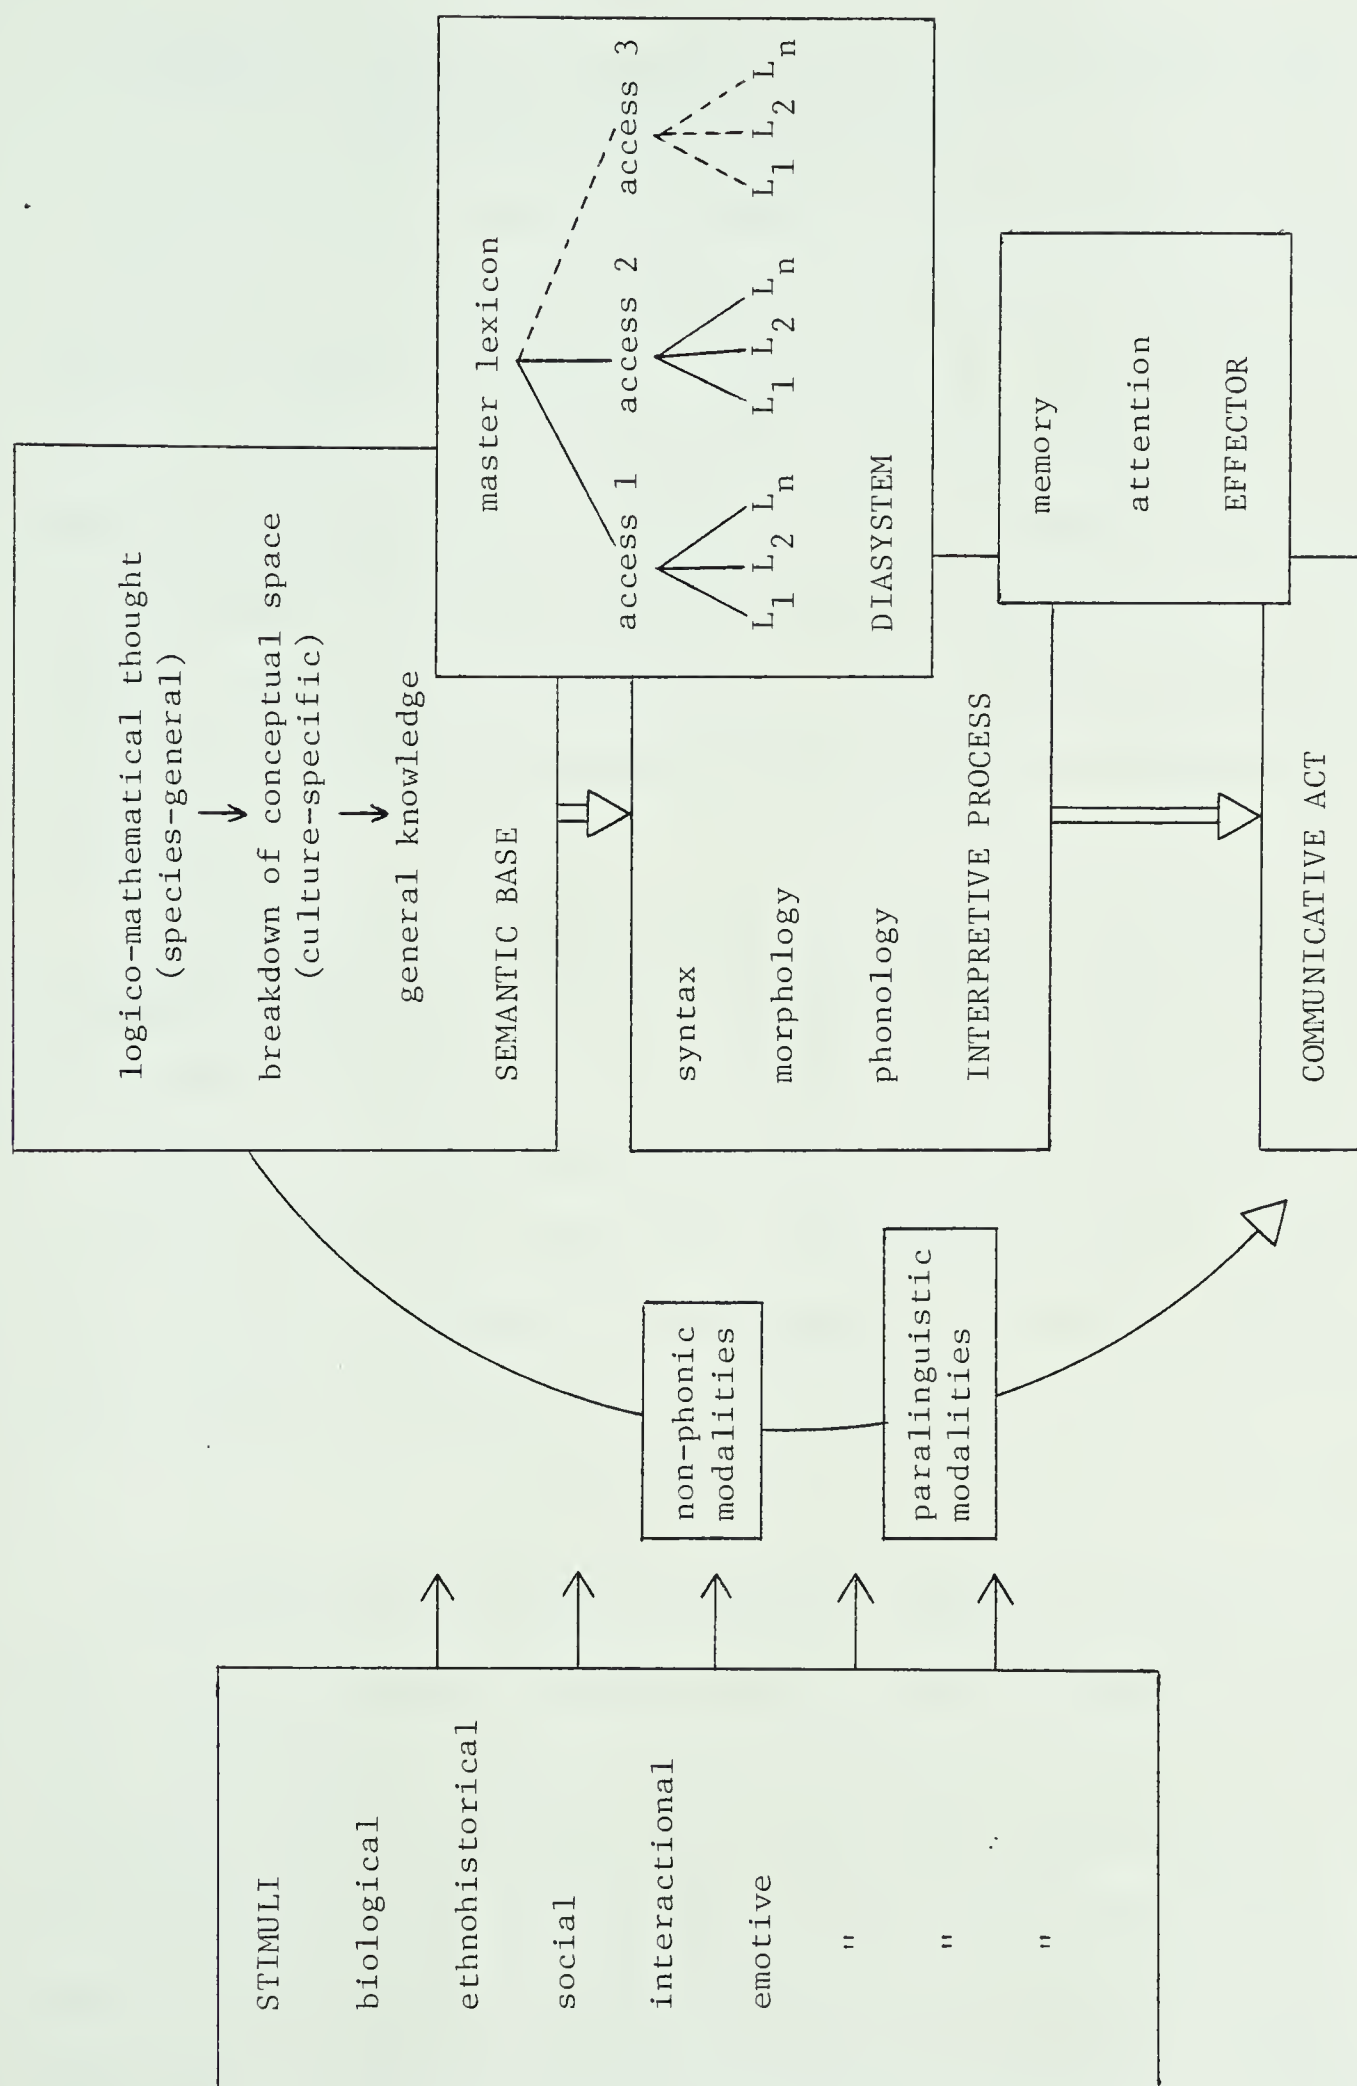 STIMULI
biological
ethnohistorical
social
interactional
emotive
"
"
"
non-phonic
modalities
paralinguistic
modalities
logico-mathematical thought
(species-general)
breakdown of conceptual space
(culture-specific)
general knowledge
SEMANTIC BASE
syntax
morphology
phonology
INTERPRETIVE PROCESS
COMMUNICATIVE ACT
master lexicon
access 1 access 2 access 3
L1 L2 Ln L1 L2 Ln L1 L2 Ln
DIASYSTEM
memory
attention
EFFECTOR